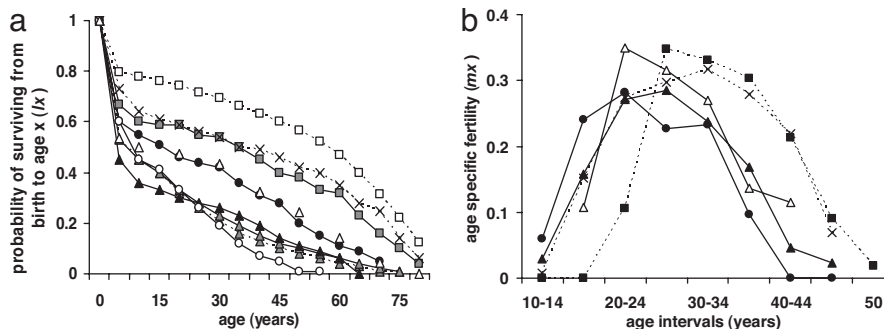 a
probability of surviving from
birth to age x (lx)
1
0.8
0.6
0.4
0.2
0
0 15 30 45 60 75
age (years)
b
age specific fertility (mx)
0.4
0.3
0.2
0.1
0
10-14 20-24 30-34 40-44 50
age intervals (years)